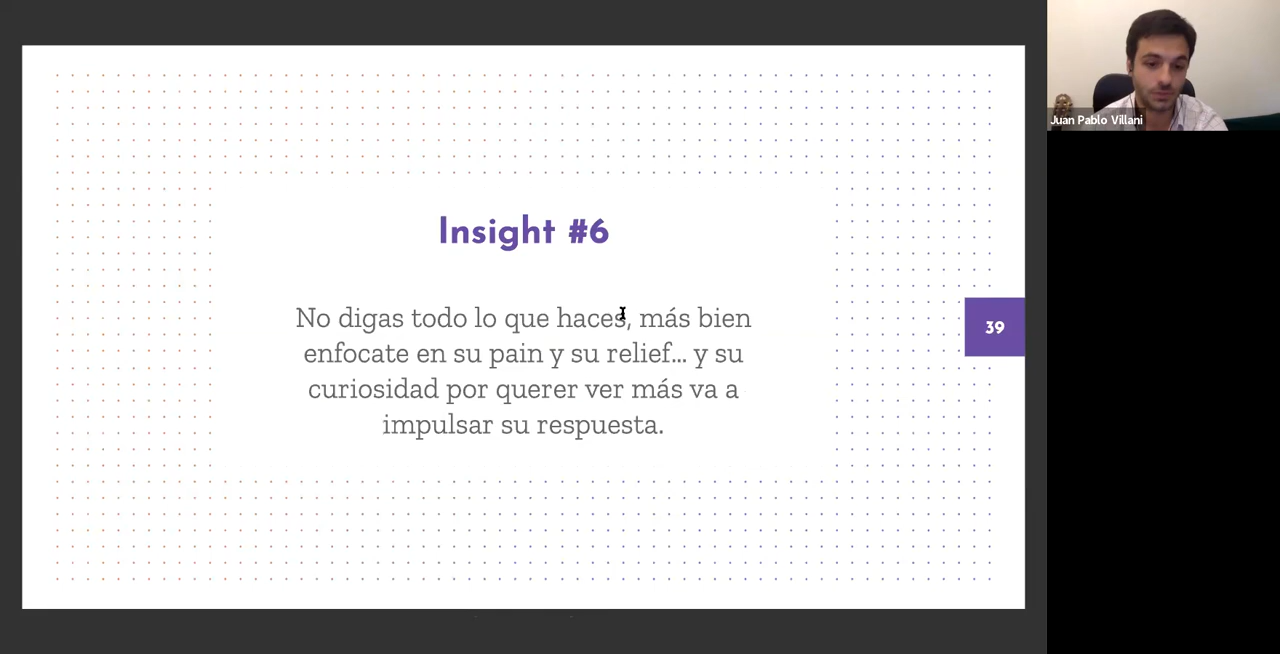 Insight #6
No digas todo lo que haces, más bien
enfocate en su pain y su relief... y su
curiosidad por querer ver más va a
impulsar su respuesta.
39
Juan Pablo Villani